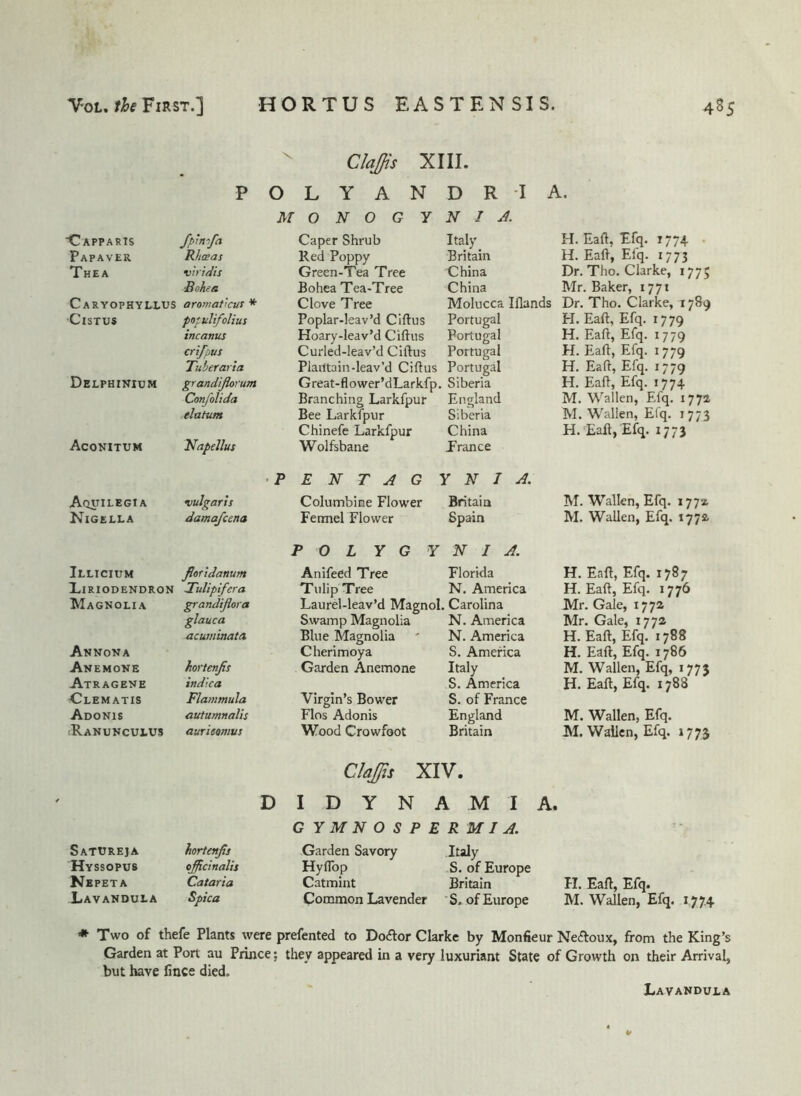 VOL. the FIRST.] HORTUS EASTENSIS. 485
Claſſis XIII.
POLYANDRIA.
MONOGYNIA.
CAPPARIS ſpinoſa Caper Shrub Italy H. Eaſt, Eſq. 1774
PAPAVER Rhœas Red Poppy Britain H. Eaſt, Eſq. 1773
THEA viridis Green-Tea Tree China Dr. Tho. Clarke, 1775
Bohea Bohea Tea-Tree China Mr. Baker, 1771
CARYOPHYLLUS aromaticus * Clove Tree Molucca Iſlands Dr. Tho. Clarke, 1789
CISTUS populifolius Poplar-leav'd Ciſtus Portugal H. Eaſt, Eſq. 1779
incanus Hoary-leav'd Ciſtus Portugal H. Eaſt, Eſq. 1779
criſpus Curled-leav'd Ciſtus Portugal H. Eaſt, Eſq. 1779
Tuberaria Plantain-leav'd Ciſtus Portugal H. Eaſt, Eſq. 1779
DELPHINIUM grandiflorum Great-flower'dLarkſp. Siberia H. Eaſt, Eſq. 1774
Conſolida Branching Larkſpur England M. Wallen, Eſq. 1772
elatum Bee Larkſpur Siberia M. Wallen, Eſq. 1773
Chineſe Larkſpur China H. Eaſt, Eſq. 1773
ACONITUM Napellus Wolfsbane France
PENTAGYNIA.
AQUILEGIA vulgaris Columbine Flower Britain M. Wallen, Eſq. 1772
NIGELLA damaſcena Fennel Flower Spain M. Wallen, Eſq. 1772
POLYGYNIA.
ILLICIUM floridanum Aniſeed Tree Florida H. Eaſt, Eſq. 1787
LIRIODENDRON Tulipifera Tulip Tree N. America H. Eaſt, Eſq. 1776
MAGNOLIA grandiflora Laurel-leav'd Magnol. Carolina Mr. Gale, 1772
glauca Swamp Magnolia N. America Mr. Gale, 1772
acuminata Blue Magnolia N. America H. Eaſt, Eſq. 1788
ANNONA Cherimoya S. America H. Eaſt, Eſq. 1786
ANEMONE hortenſis Garden Anemone Italy M. Wallen, Eſq, 1773
ATRAGENE indica S. America H. Eaſt, Eſq. 1788
CLEMATIS Flammula Virgin's Bower S. of France
ADONIS autumnalis Flos Adonis England M. Wallen, Eſq.
RANUNCULUS auricomus Wood Crowfoot Britain M. Wallen, Eſq. 1773
Claſſis XIV.
DIDYNAMIA.
GYMNOSPERMIA.
SATUREJA hortenſis Garden Savory Italy
HYSSOPUS officinalis Hyſſop S. of Europe
NEPETA Cataria Catmint Britain H. Eaſt, Eſq.
LAVANDULA Spica Common Lavender S. of Europe M. Wallen, Eſq. 1774
* Two of theſe Plants were preſented to Doctor Clarke by Monſieur Nectoux, from the King's
Garden at Port au Prince; they appeared in a very luxuriant State of Growth on their Arrival,
but have ſince died.
LAVANDULA